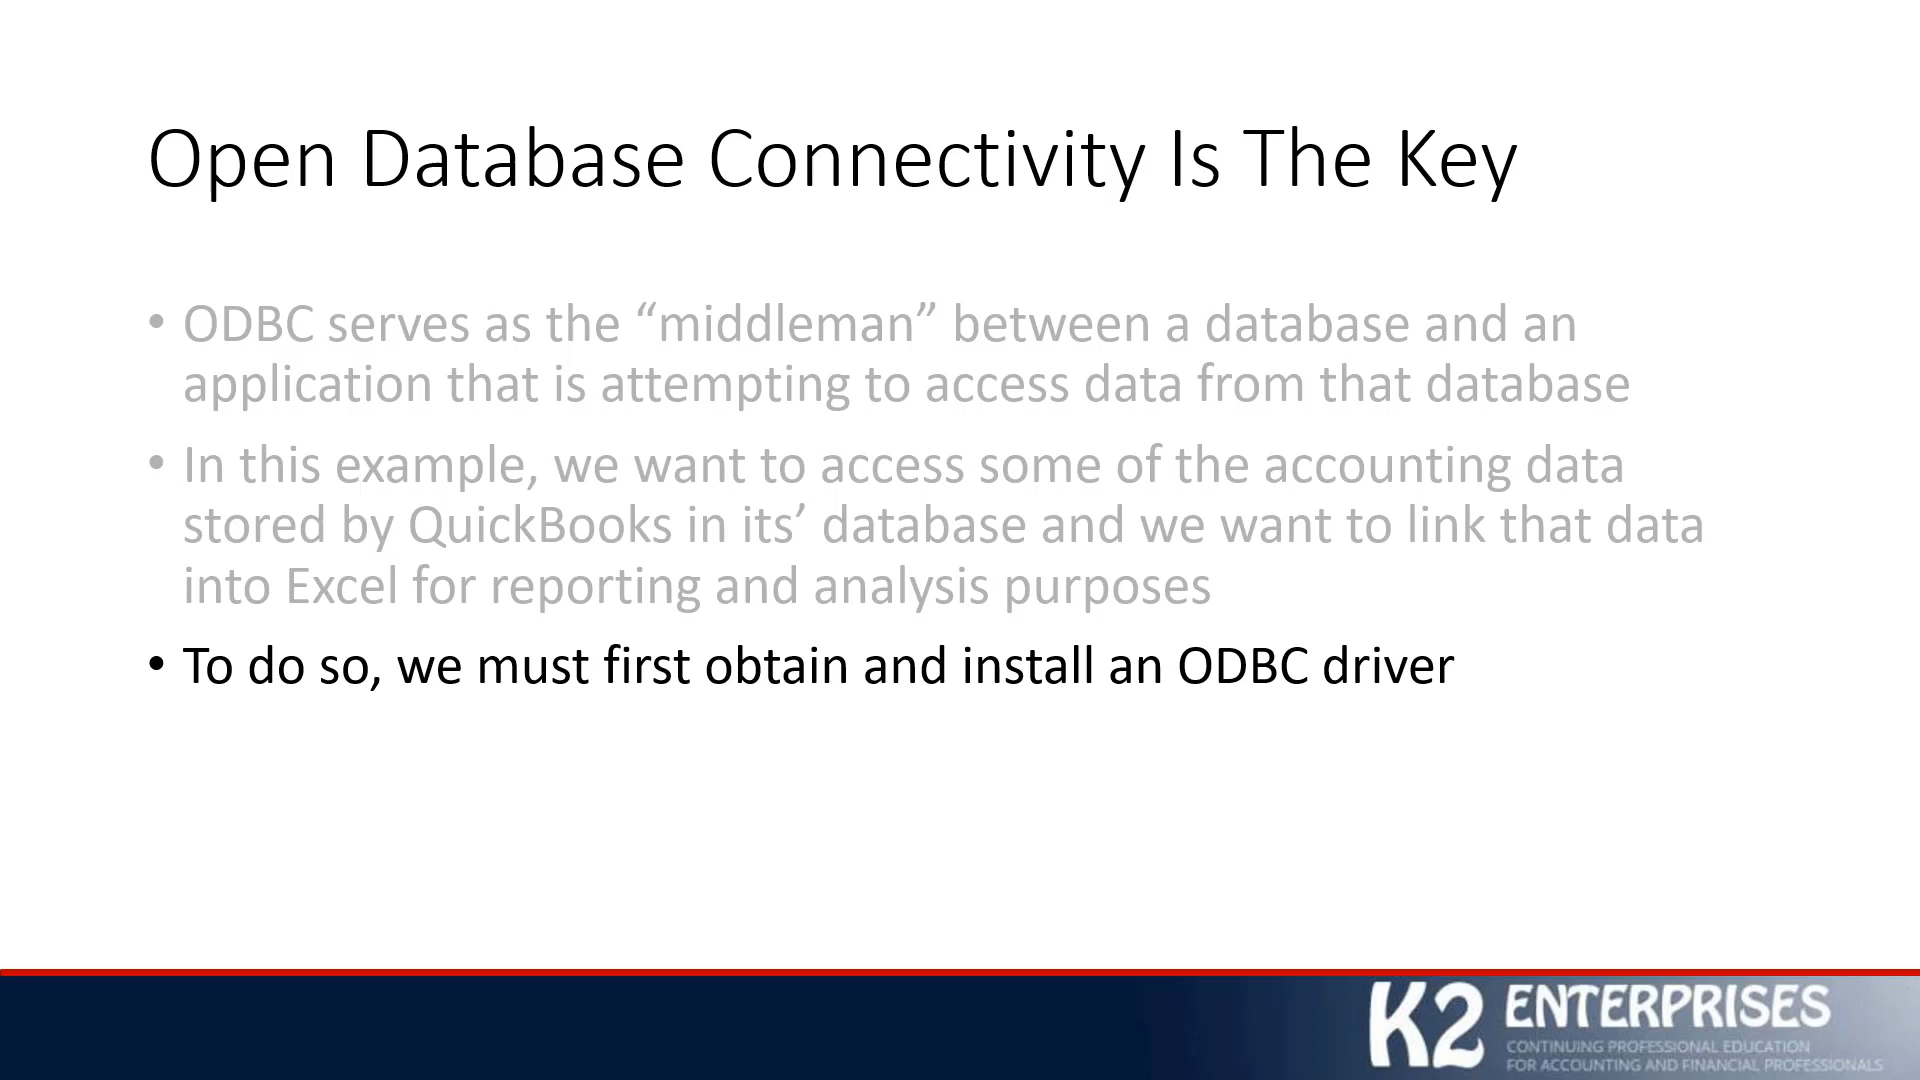 Open Database Connectivity Is The Key
• ODBC serves as the “middleman” between a database and an
application that is attempting to access data from that database
• In this example, we want to access some of the accounting data
stored by QuickBooks in its’ database and we want to link that data
into Excel for reporting and analysis purposes
• To do so, we must first obtain and install an ODBC driver
K2 ENTERPRISES
CONTINUING PROFESSIONAL EDUCATION
FOR ACCOUNTING AND FINANCIAL PROFESSIONALS